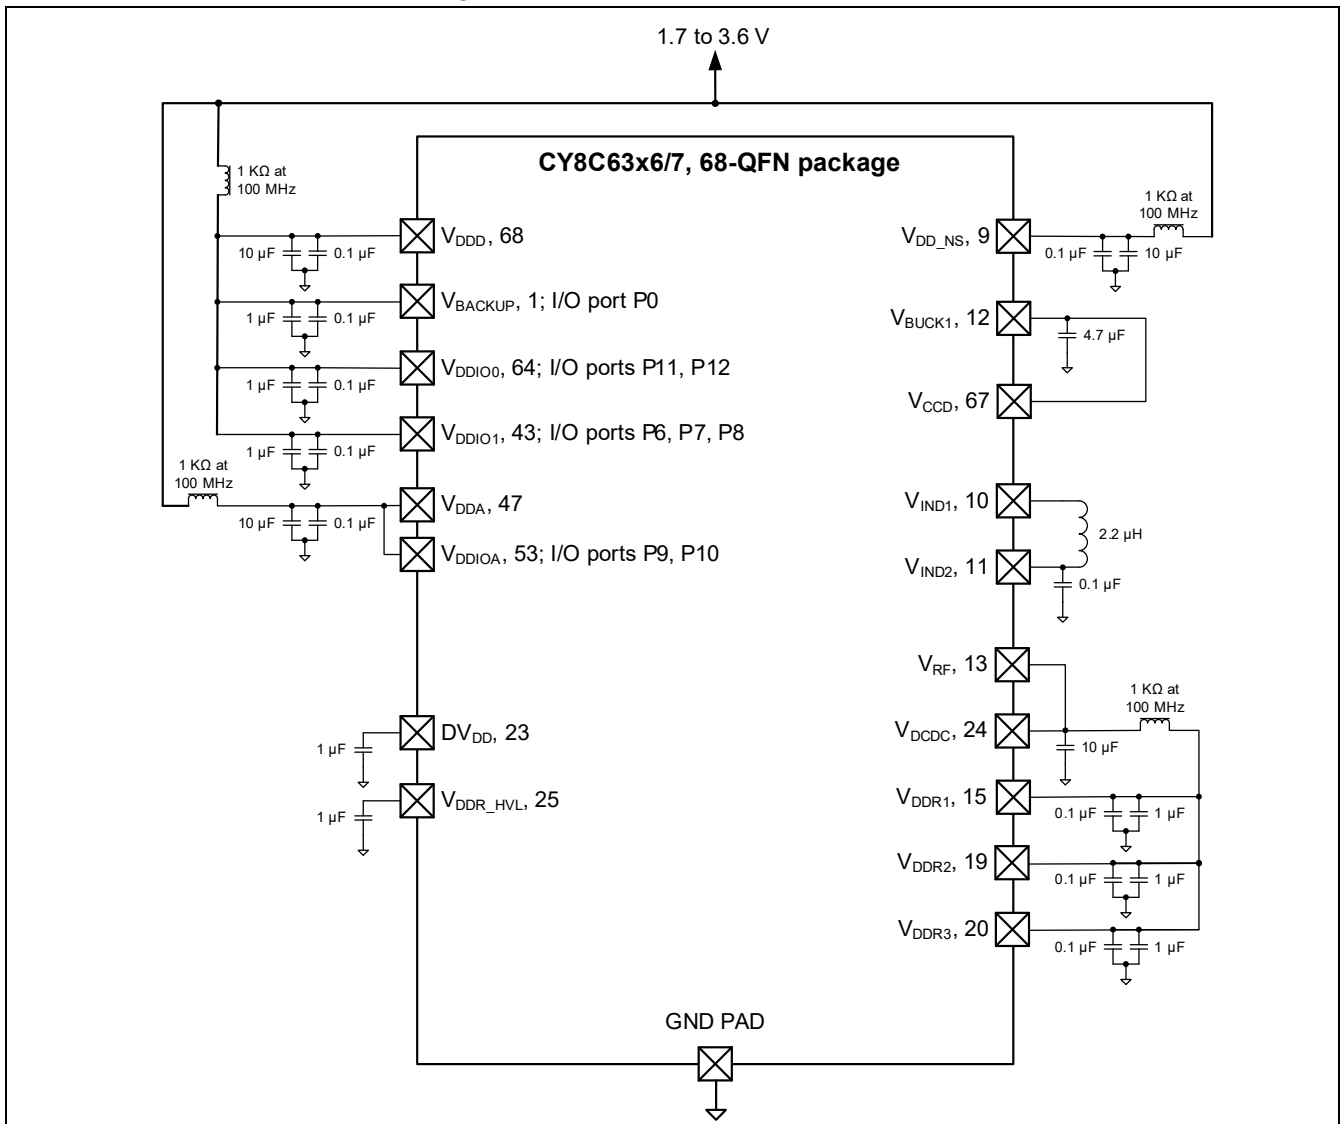 1.7 to 3.6 V
CY8C63x6/7, 68-QFN package
1 KΩ at
100 MHz
VDDD, 68
10 µF
0.1 µF
VBACKUP, 1; I/O port P0
1 µF
0.1 µF
VDDIO0, 64; I/O ports P11, P12
1 µF
0.1 µF
VDDIO1, 43; I/O ports P6, P7, P8
1 µF
0.1 µF
1 KΩ at
100 MHz
VDDA, 47
10 µF
0.1 µF
VDDIOA, 53; I/O ports P9, P10
DVDD, 23
1 µF
VDDR_HVL, 25
1 µF
1 KΩ at
100 MHz
VDD_NS, 9
0.1 µF
10 µF
VBUCK1, 12
4.7 µF
VCCD, 67
VIND1, 10
2.2 µH
VIND2, 11
0.1 µF
VRF, 13
1 KΩ at
100 MHz
VDCDC, 24
10 µF
VDDR1, 15
0.1 µF
1 µF
VDDR2, 19
0.1 µF
1 µF
VDDR3, 20
0.1 µF
1 µF
GND PAD